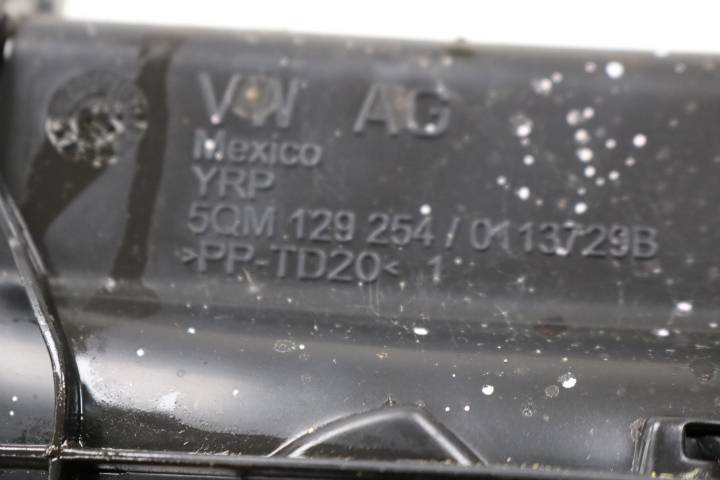 VW AG
Mexico
YRP
5QM 129 254 / 0113729B
>PP-TD20< 1